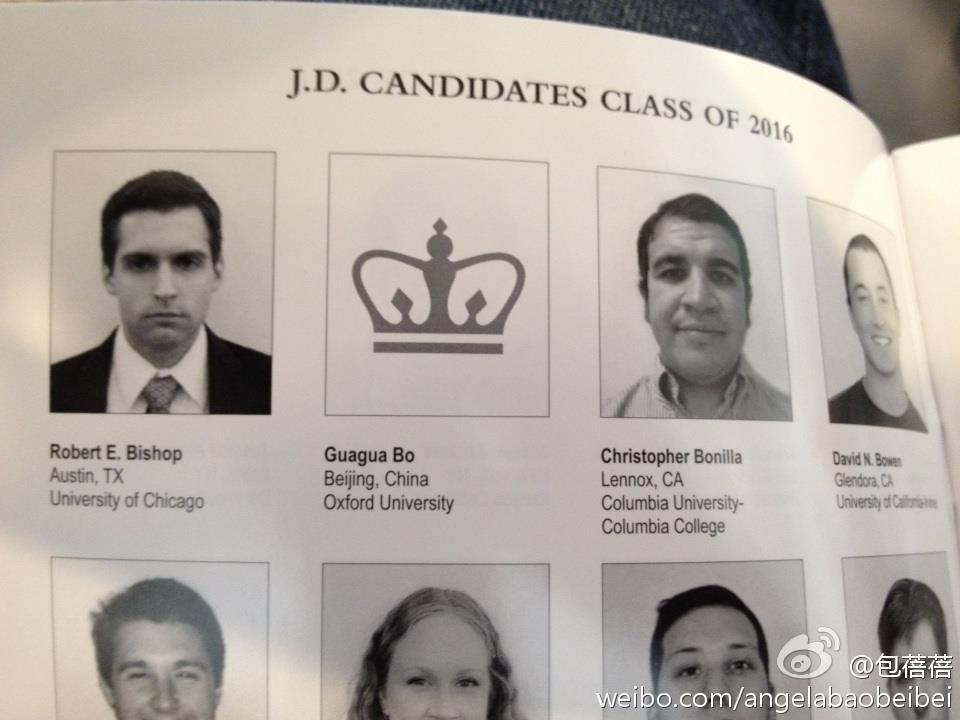 J.D. CANDIDATES CLASS OF 2016
Robert E. Bishop
Austin, TX
University of Chicago
Guagua Bo
Beijing, China
Oxford University
Christopher Bonilla
Lennox, CA
Columbia University-
Columbia College
David N. Bowen
Glendora, CA
University of California-Irvine
@包蓓蓓
weibo.com/angelabaobeibei